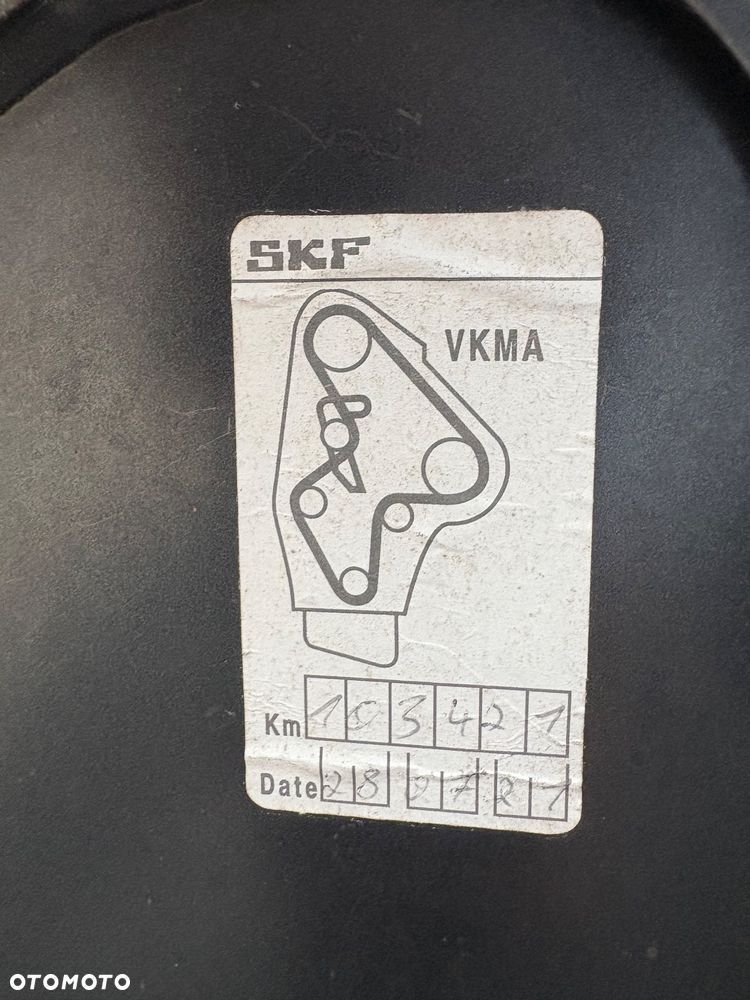 SKF
VKMA
Km 103421
Date 28 07 21
OTOMOTO